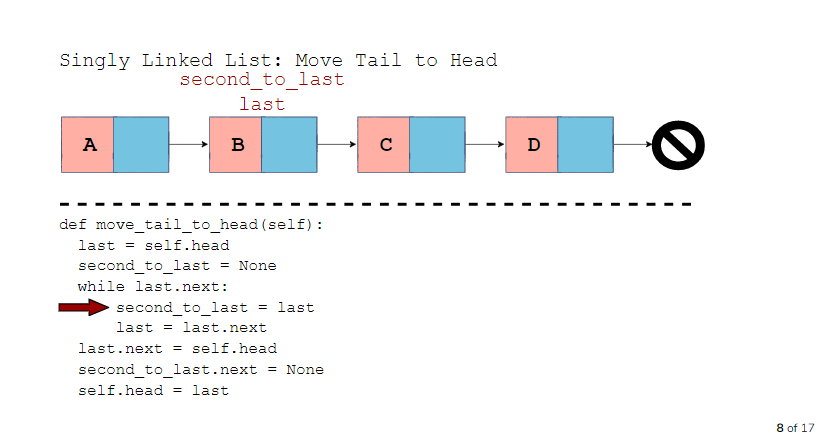 Singly Linked List: Move Tail to Head
second_to_last
last
A B C D
def move_tail_to_head(self):
  last = self.head
  second_to_last = None
  while last.next:
      second_to_last = last
      last = last.next
  last.next = self.head
  second_to_last.next = None
  self.head = last
8 of 17